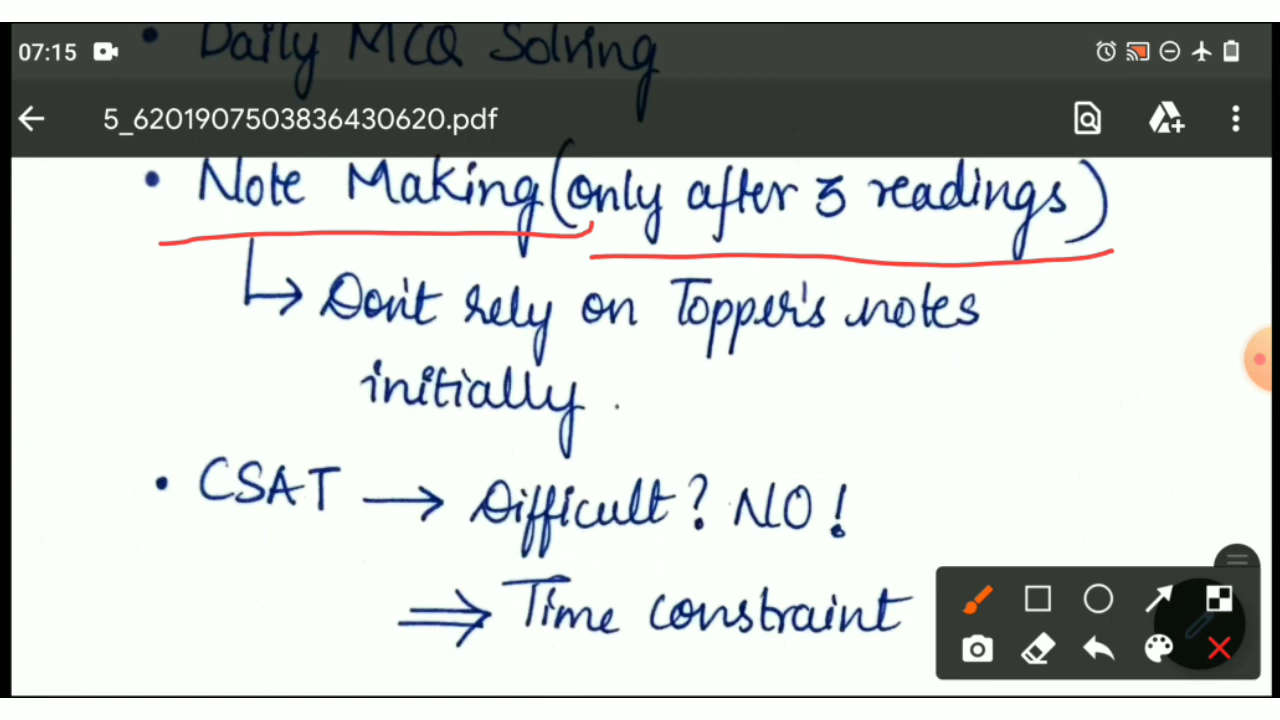 • Daily MCQ Solving
07:15
5_6201907503836430620.pdf
• Note Making (only after 3 readings)
↳ Don't rely on Topper's notes
initially.
• CSAT → Difficult? NO!
⇒ Time constraint